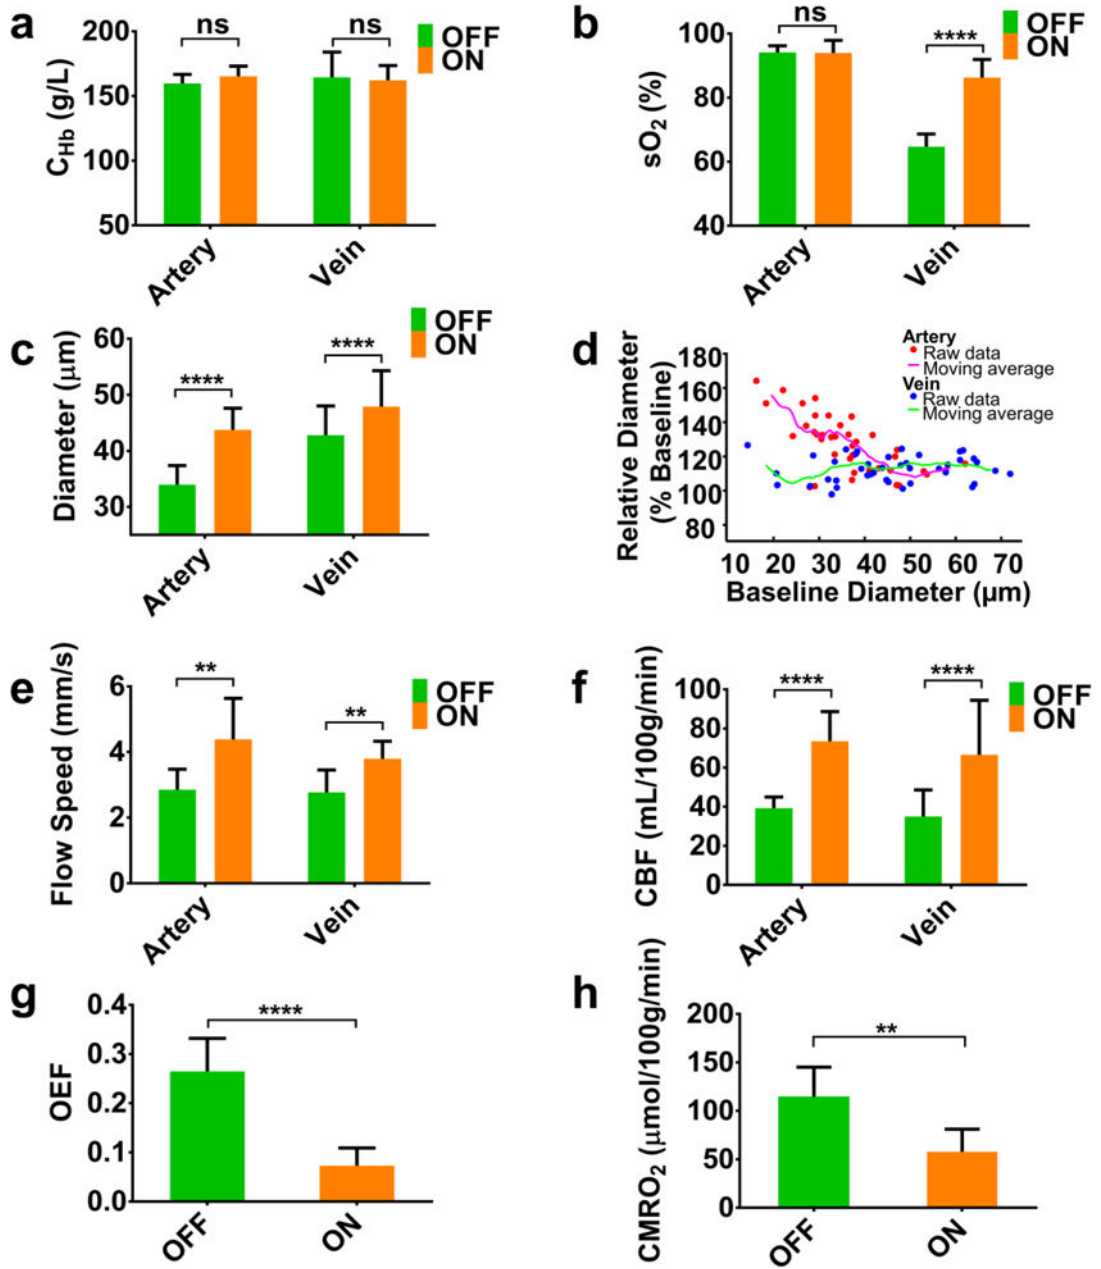 a
C_Hb (g/L)
200
150
100
50
ns
ns
OFF
ON
Artery
Vein
b
sO₂ (%)
100
80
60
40
ns
****
OFF
ON
Artery
Vein
c
Diameter (μm)
60
50
40
30
****
****
OFF
ON
Artery
Vein
d
Relative Diameter
(% Baseline)
180
160
140
120
100
80
Artery
Raw data
Moving average
Vein
Raw data
Moving average
10 20 30 40 50 60 70
Baseline Diameter (μm)
e
Flow Speed (mm/s)
6
4
2
0
**
**
OFF
ON
Artery
Vein
f
CBF (mL/100g/min)
100
80
60
40
20
0
****
****
OFF
ON
Artery
Vein
g
OEF
0.4
0.3
0.2
0.1
0.0
****
OFF
ON
h
CMRO₂ (μmol/100g/min)
200
150
100
50
0
**
OFF
ON